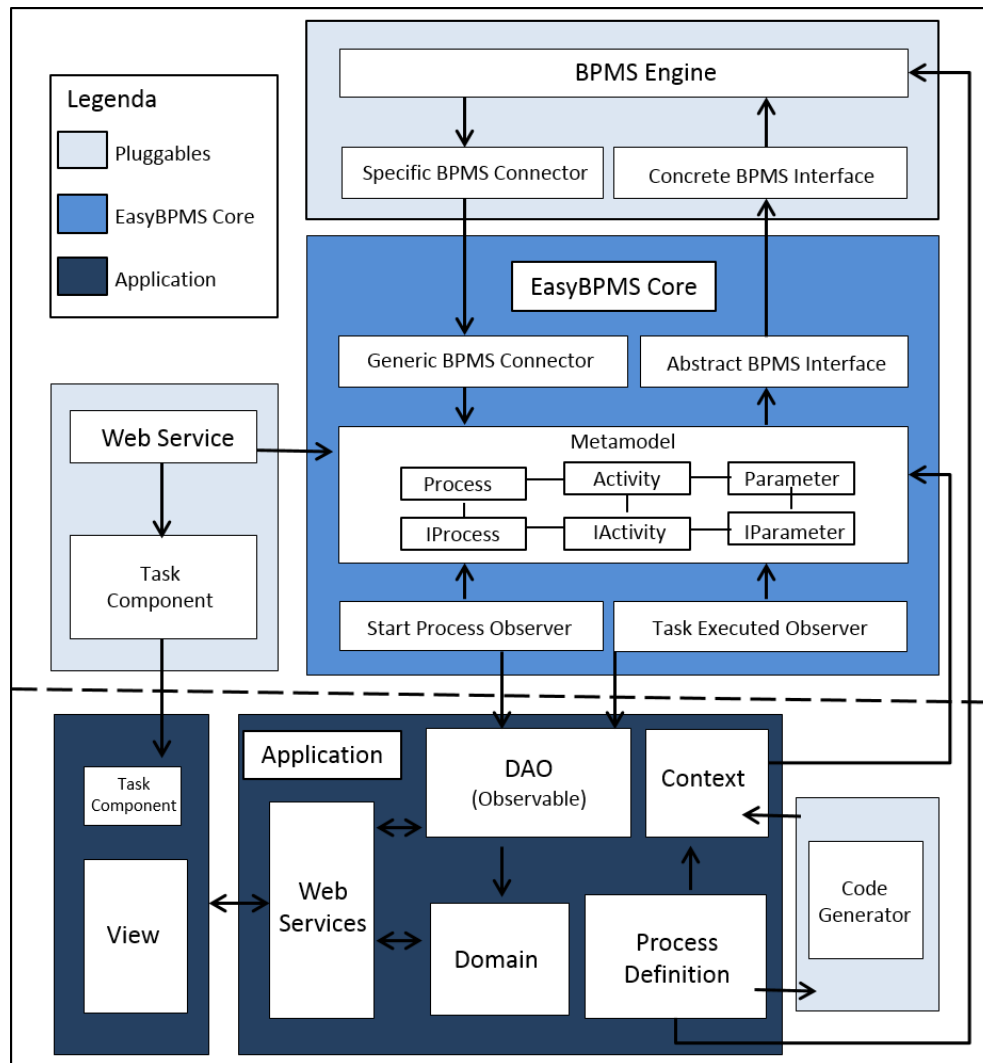 Legenda
Pluggables
EasyBPMS Core
Application
BPMS Engine
Specific BPMS Connector
Concrete BPMS Interface
EasyBPMS Core
Generic BPMS Connector
Abstract BPMS Interface
Web Service
Task
Component
Metamodel
Process
Activity
Parameter
IProcess
IActivity
IParameter
Start Process Observer
Task Executed Observer
Task
Component
View
Application
Web
Services
DAO
(Observable)
Domain
Context
Process
Definition
Code
Generator